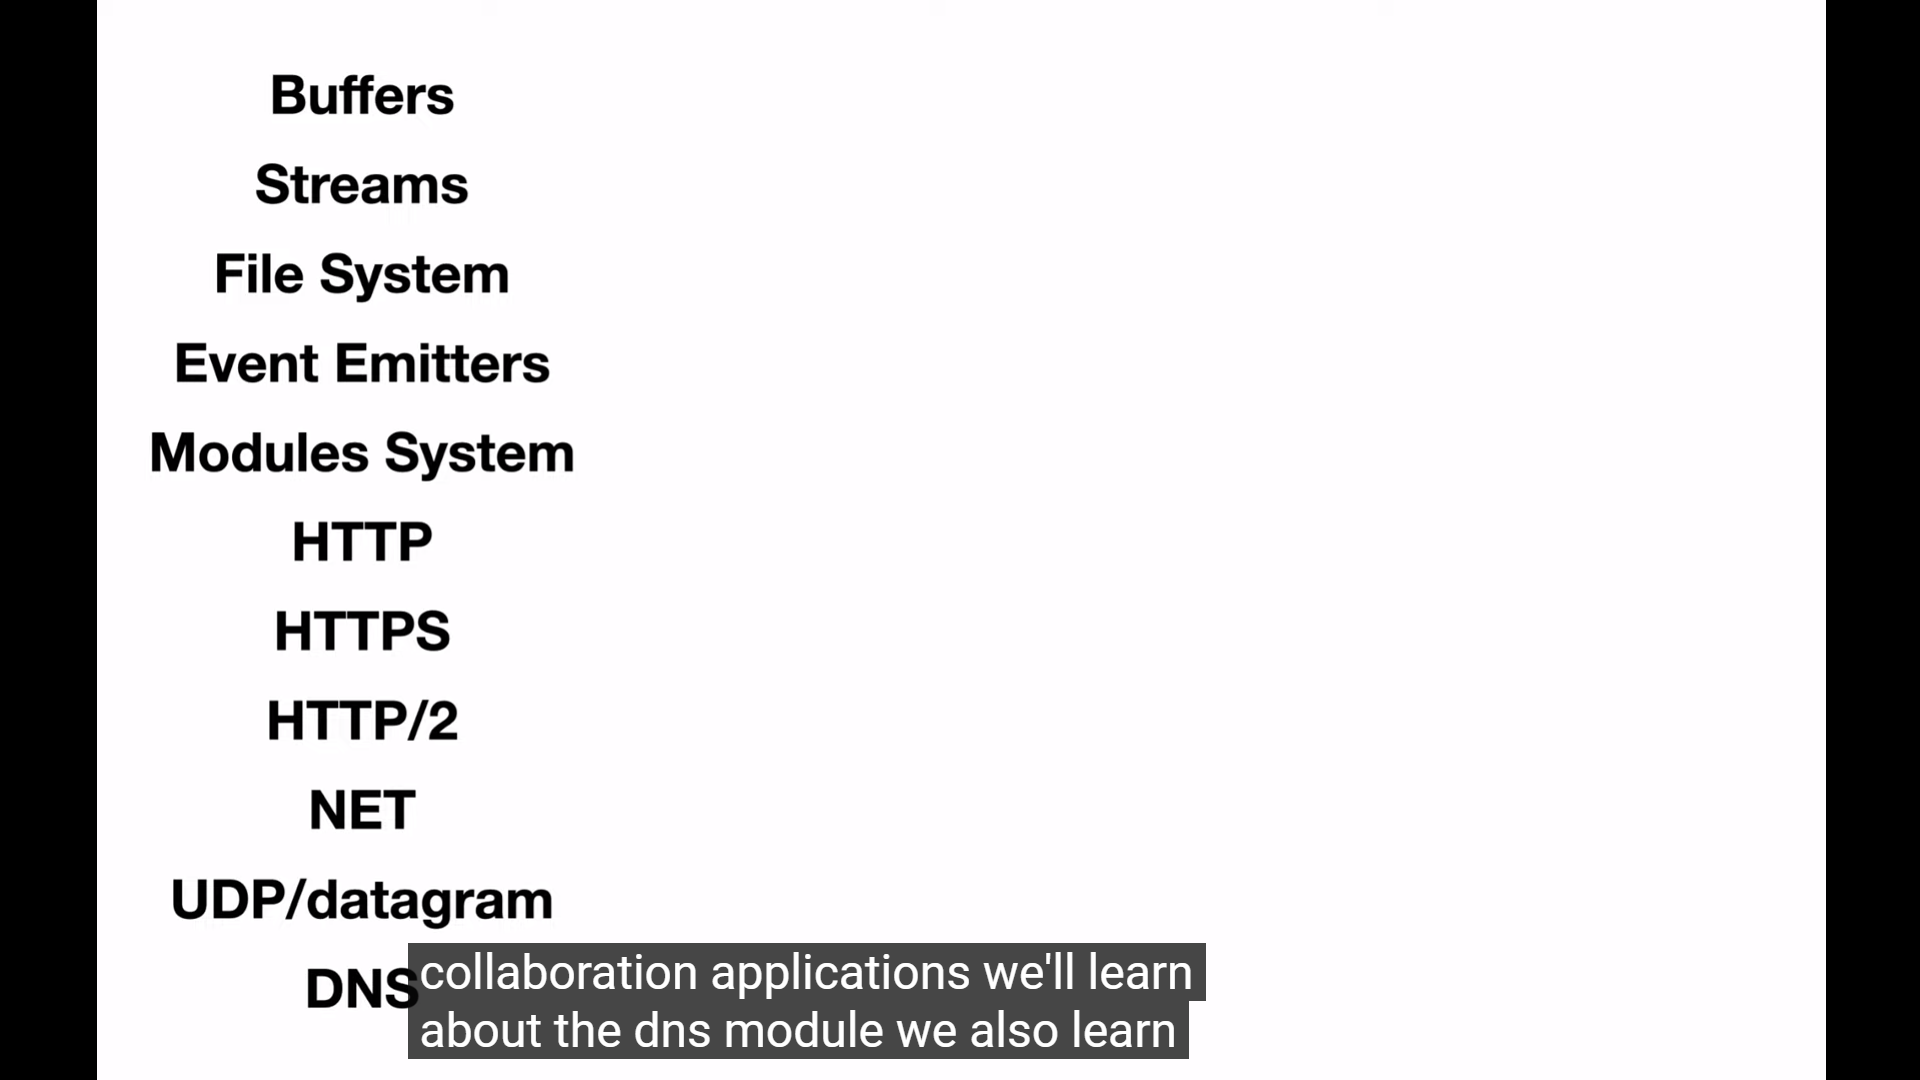 Buffers
Streams
File System
Event Emitters
Modules System
HTTP
HTTPS
HTTP/2
NET
UDP/datagram
DNS
collaboration applications we'll learn
about the dns module we also learn